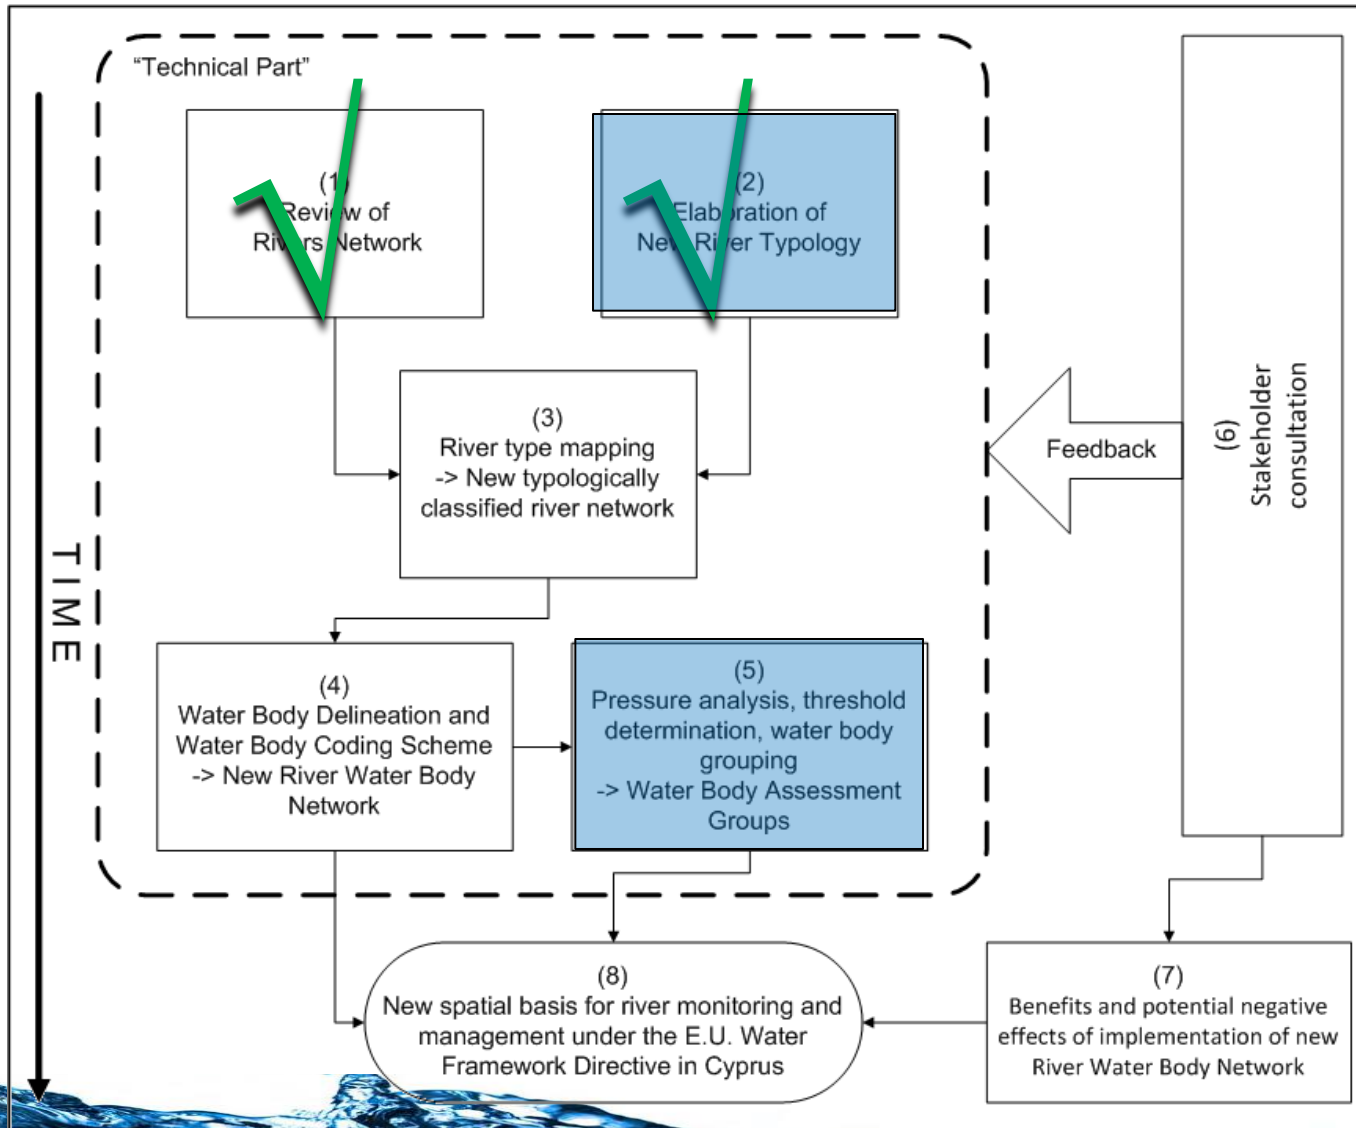 “Technical Part”
(1)
Review of
Rivers Network
(2)
Elaboration of
New River Typology
(3)
River type mapping
-> New typologically
classified river network
TIME
(4)
Water Body Delineation and
Water Body Coding Scheme
-> New River Water Body
Network
(5)
Pressure analysis, threshold
determination, water body
grouping
-> Water Body Assessment
Groups
Feedback
(6)
Stakeholder
consultation
(7)
Benefits and potential negative
effects of implementation of new
River Water Body Network
(8)
New spatial basis for river monitoring and
management under the E.U. Water
Framework Directive in Cyprus